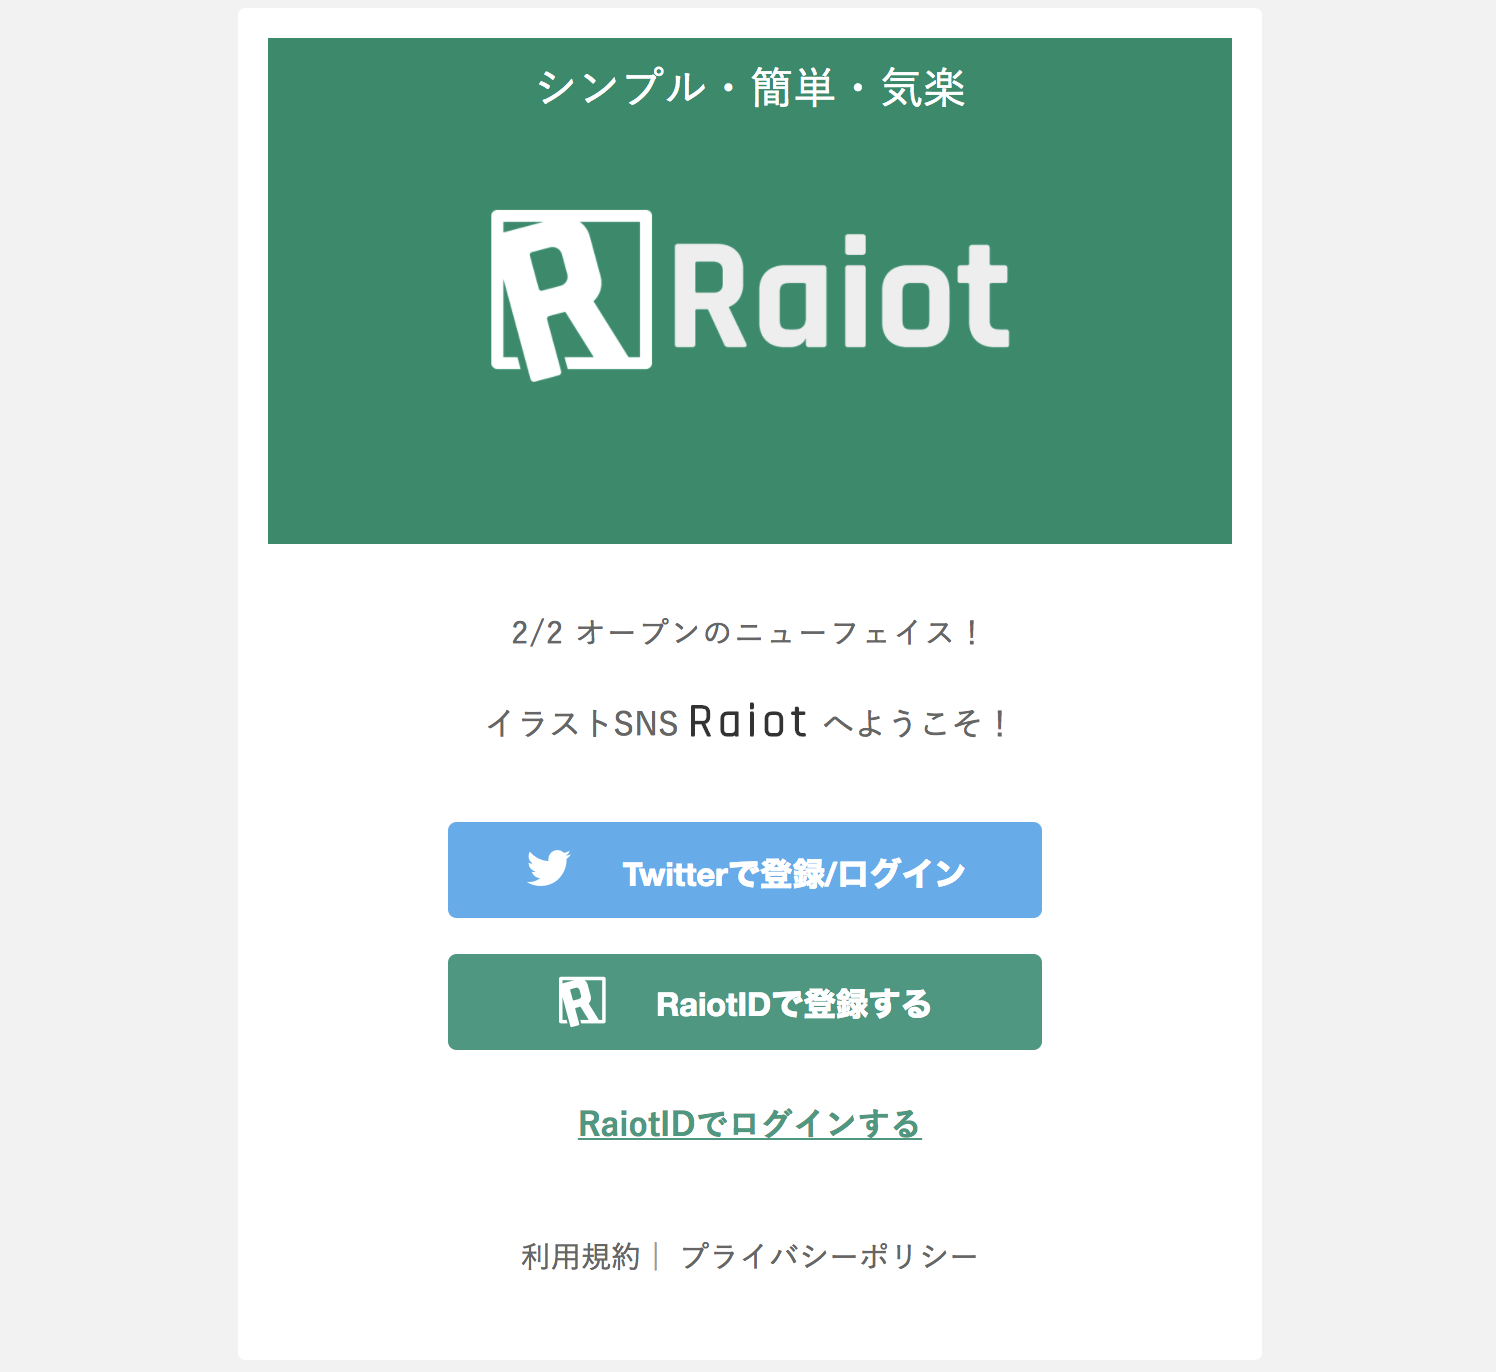 シンプル・簡単・気楽
R Raiot
2/2 オープンのニューフェイス！
イラストSNS Raiot へようこそ！
Twitterで登録/ログイン
R RaiotIDで登録する
RaiotIDでログインする
利用規約｜ プライバシーポリシー